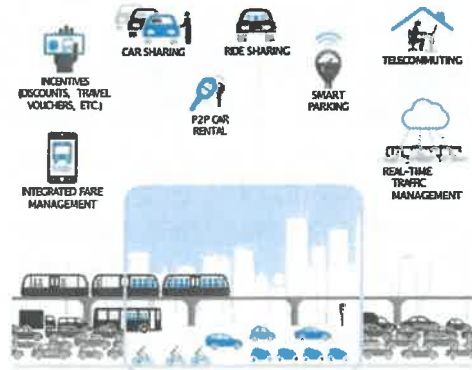 CAR SHARING
RIDE SHARING
TELECOMMUTING
INCENTIVES
(DISCOUNTS, TRAVEL
VOUCHERS, ETC.)
P2P CAR
RENTAL
SMART
PARKING
INTEGRATED FARE
MANAGEMENT
REAL-TIME
TRAFFIC
MANAGEMENT